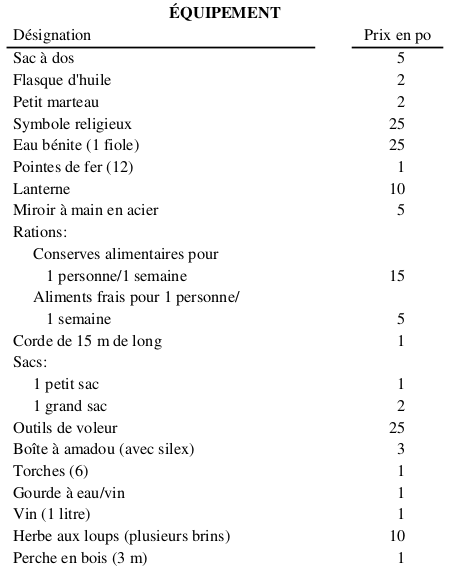 ÉQUIPEMENT
Désignation Prix en po
Sac à dos 5
Flasque d'huile 2
Petit marteau 2
Symbole religieux 25
Eau bénite (1 fiole) 25
Pointes de fer (12) 1
Lanterne 10
Miroir à main en acier 5
Rations:
Conserves alimentaires pour
1 personne/1 semaine 15
Aliments frais pour 1 personne/
1 semaine 5
Corde de 15 m de long 1
Sacs:
1 petit sac 1
1 grand sac 2
Outils de voleur 25
Boîte à amadou (avec silex) 3
Torches (6) 1
Gourde à eau/vin 1
Vin (1 litre) 1
Herbe aux loups (plusieurs brins) 10
Perche en bois (3 m) 1